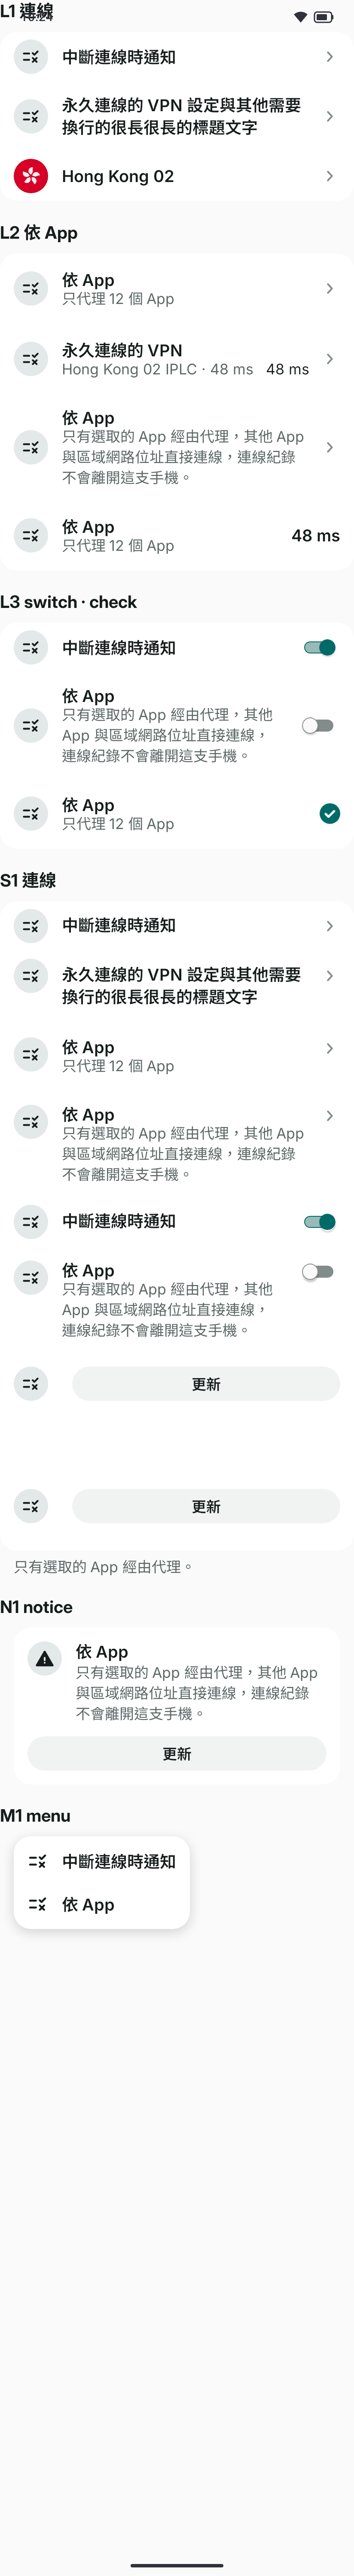 L1 連線
中斷連線時通知
永久連線的 VPN 設定與其他需要
換行的很長很長的標題文字
Hong Kong 02
L2 依 App
依 App
只代理 12 個 App
永久連線的 VPN
Hong Kong 02 IPLC · 48 ms 48 ms
依 App
只有選取的 App 經由代理，其他 App
與區域網路位址直接連線，連線紀錄
不會離開這支手機。
依 App
只代理 12 個 App
48 ms
L3 switch · check
中斷連線時通知
依 App
只有選取的 App 經由代理，其他
App 與區域網路位址直接連線，
連線紀錄不會離開這支手機。
依 App
只代理 12 個 App
S1 連線
中斷連線時通知
永久連線的 VPN 設定與其他需要
換行的很長很長的標題文字
依 App
只代理 12 個 App
依 App
只有選取的 App 經由代理，其他 App
與區域網路位址直接連線，連線紀錄
不會離開這支手機。
中斷連線時通知
依 App
只有選取的 App 經由代理，其他
App 與區域網路位址直接連線，
連線紀錄不會離開這支手機。
更新
更新
只有選取的 App 經由代理。
N1 notice
依 App
只有選取的 App 經由代理，其他 App
與區域網路位址直接連線，連線紀錄
不會離開這支手機。
更新
M1 menu
中斷連線時通知
依 App